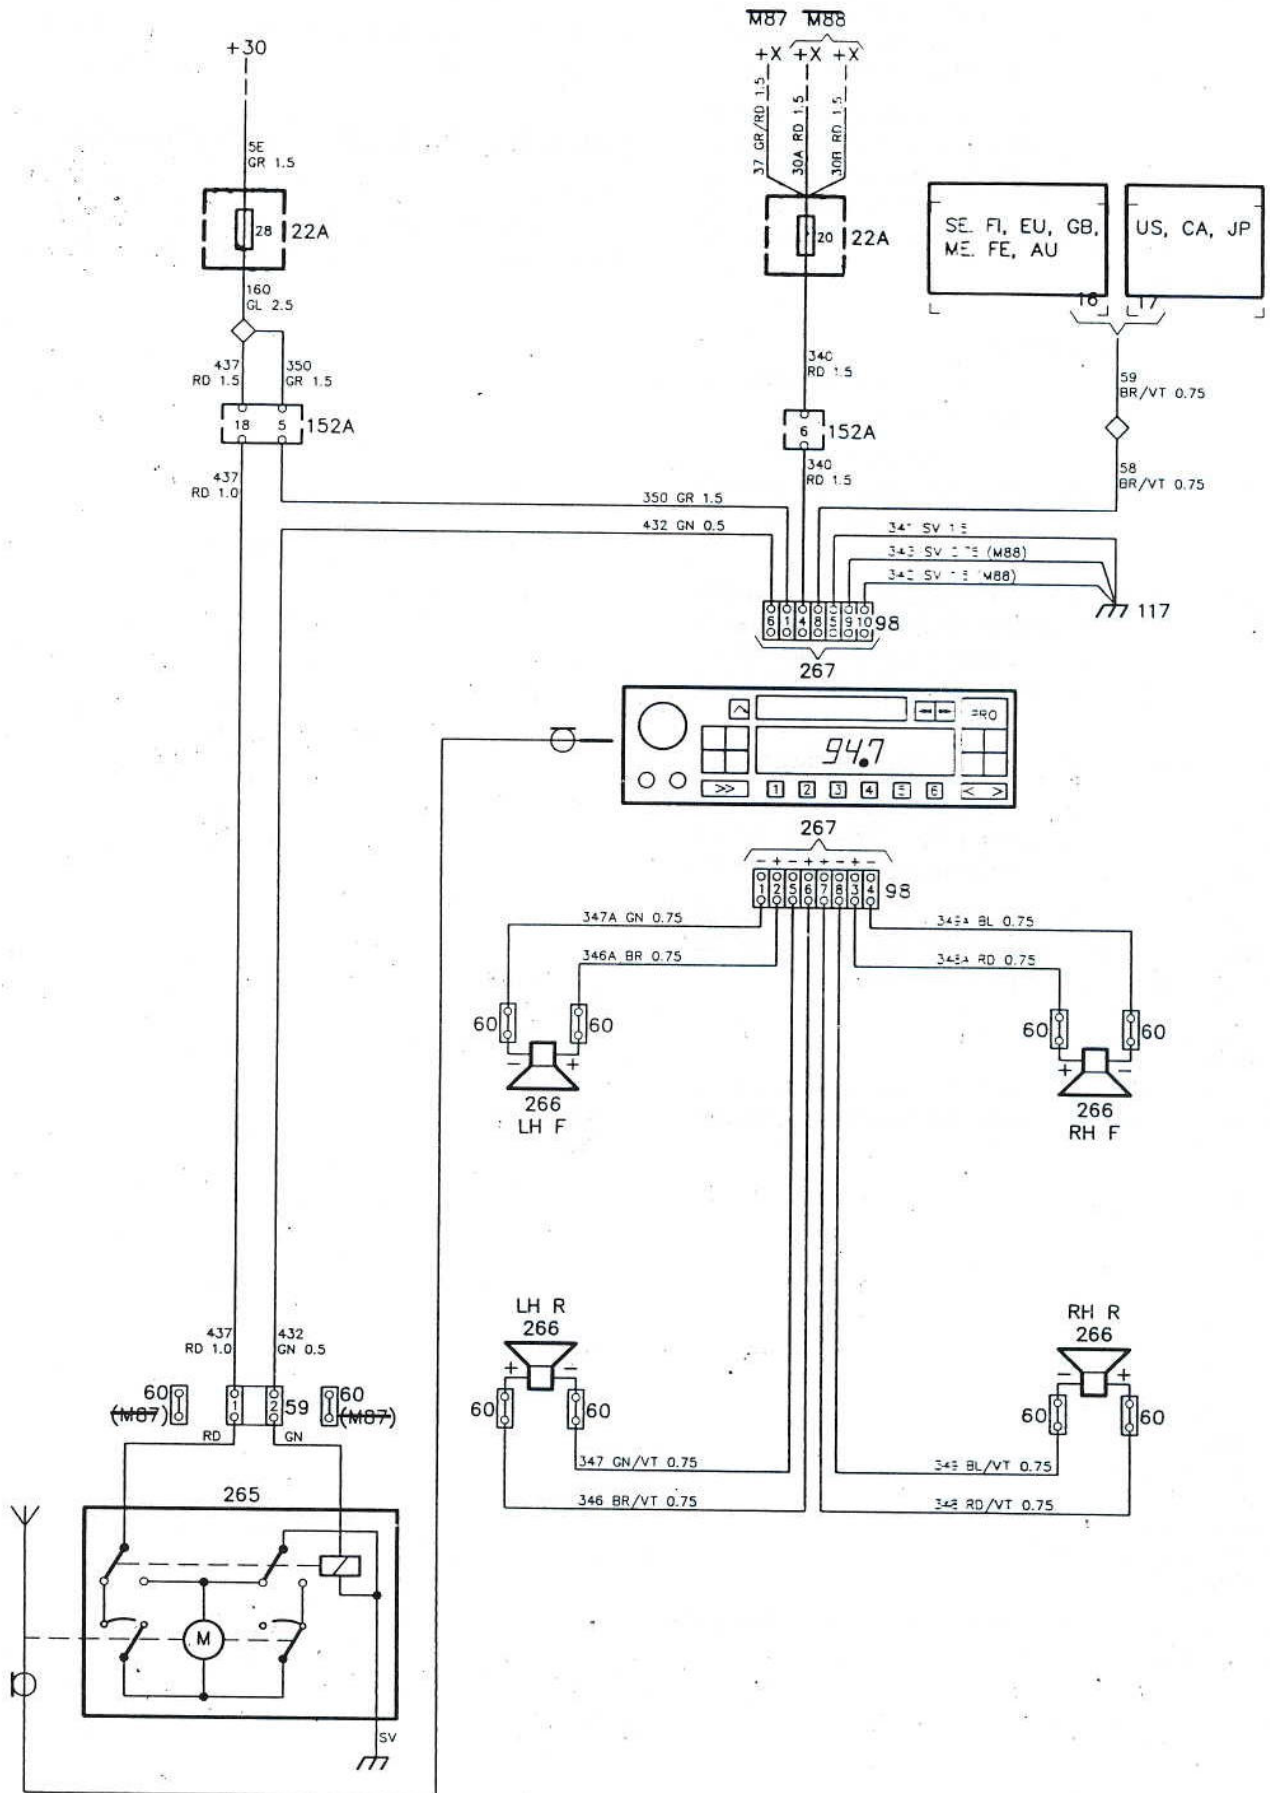 M87 M88
+30
+X +X +X
37 GR/RD 1.5
30A RD 1.5
30B RD 1.5
5E
GR 1.5
28
22A
20
22A
SE. FI, EU, GB,
ME. FE, AU
US, CA, JP
16
17
160
GL 2.5
437
RD 1.5
350
GR 1.5
340
RD 1.5
59
BR/VT 0.75
18 5
152A
6
152A
437
RD 1.0
340
RD 1.5
58
BR/VT 0.75
350 GR 1.5
432 GN 0.5
SV
SV (M88)
SV (M88)
6 1 4 8 5 9 10
98
117
267
94.7
>> 1 2 3 4 5 6 < >
267
- + - + + - + -
1 2 5 6 7 8 3 4
98
347A GN 0.75
BL 0.75
346A BR 0.75
RD 0.75
60 60
60 60
- +
+ -
266
LH F
266
RH F
LH R
266
RH R
266
+ -
- +
60 60
60 60
437
RD 1.0
432
GN 0.5
60
(M87)
1 2
59
60
(M87)
RD GN
347 GN/VT 0.75
BL/VT 0.75
346 BR/VT 0.75
348 RD/VT 0.75
265
M
SV